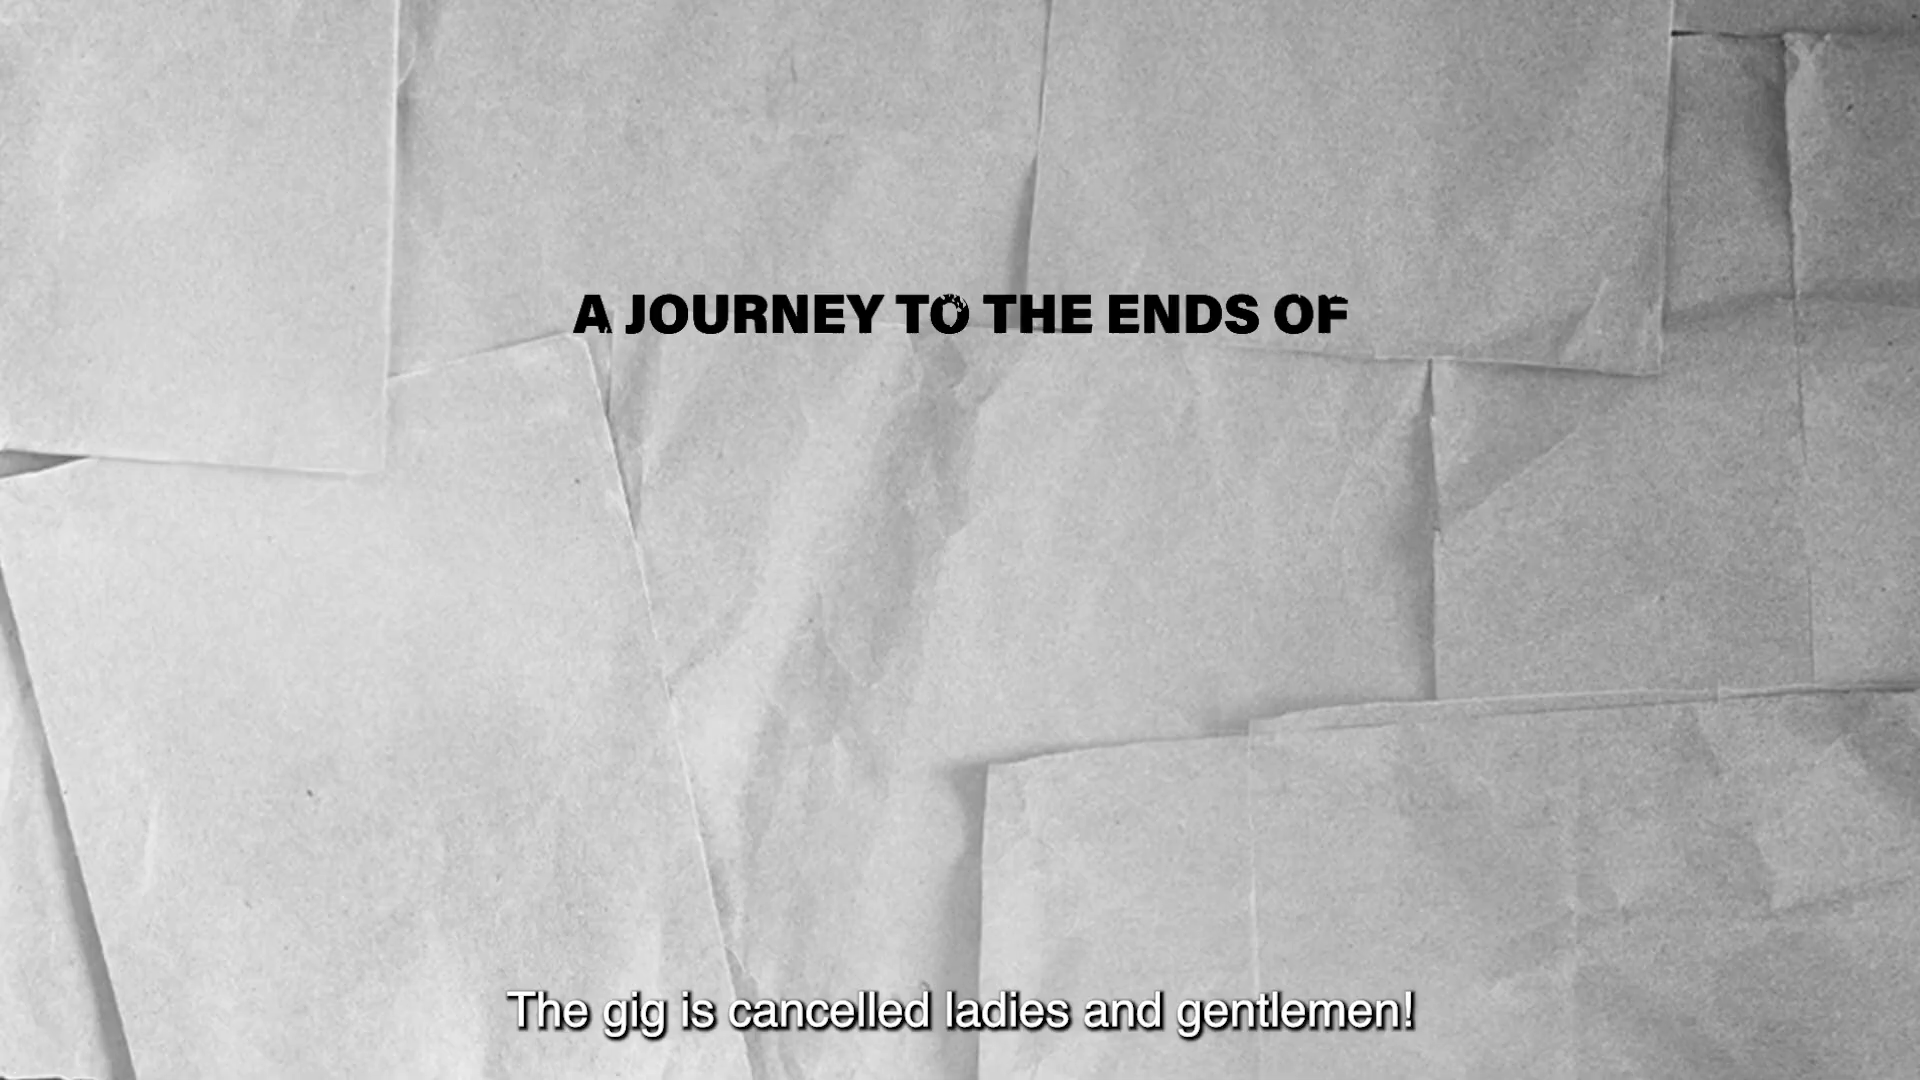 A JOURNEY TO THE ENDS OF
The gig is cancelled ladies and gentlemen!